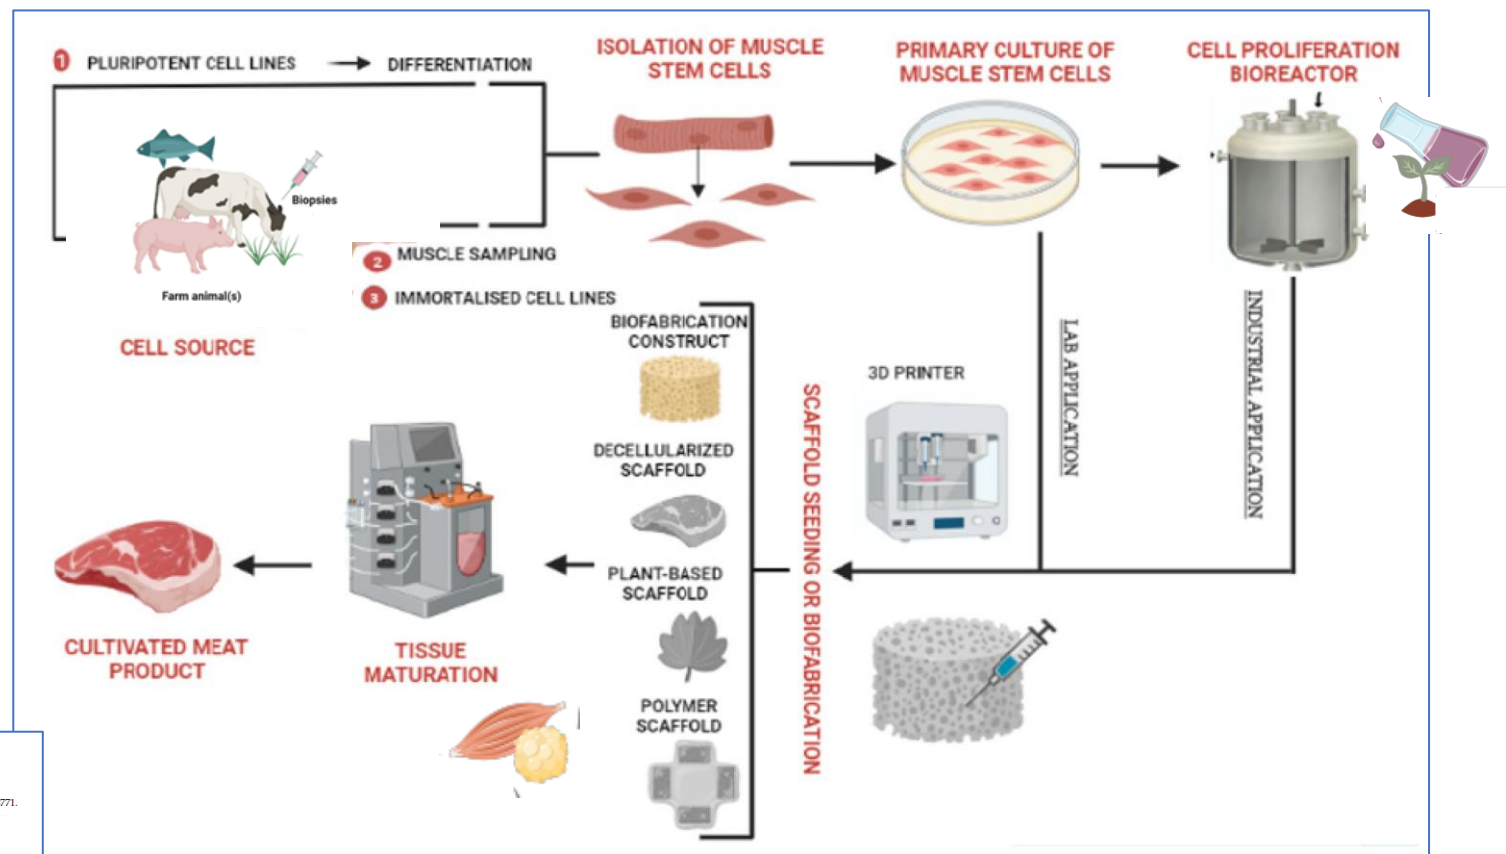 1 PLURIPOTENT CELL LINES
DIFFERENTIATION
Biopsies
Farm animal(s)
CELL SOURCE
2 MUSCLE SAMPLING
3 IMMORTALISED CELL LINES
ISOLATION OF MUSCLE
STEM CELLS
PRIMARY CULTURE OF
MUSCLE STEM CELLS
CELL PROLIFERATION
BIOREACTOR
LAB APPLICATION
INDUSTRIAL APPLICATION
3D PRINTER
SCAFFOLD SEEDING OR BIOFABRICATION
BIOFABRICATION
CONSTRUCT
DECELLULARIZED
SCAFFOLD
PLANT-BASED
SCAFFOLD
POLYMER
SCAFFOLD
TISSUE
MATURATION
CULTIVATED MEAT
PRODUCT
771.